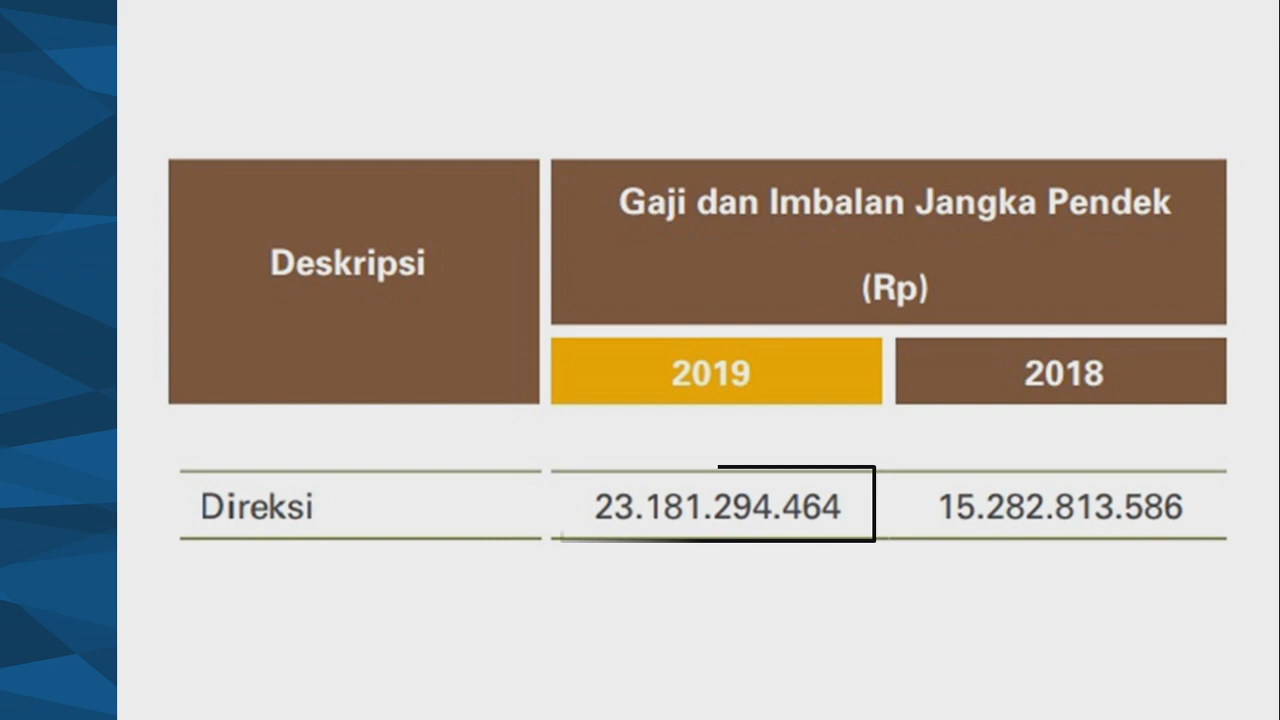 Deskripsi
Gaji dan Imbalan Jangka Pendek
(Rp)
2019
2018
Direksi
23.181.294.464
15.282.813.586